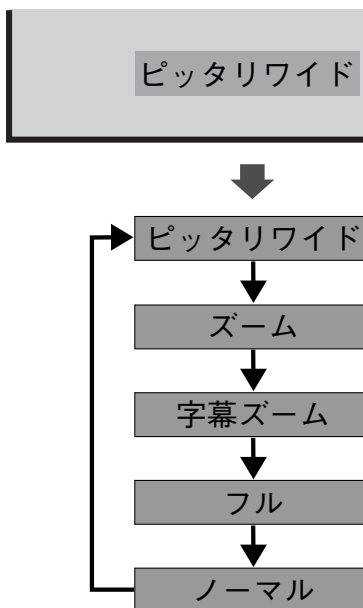 ピッタリワイド
ピッタリワイド
ズーム
字幕ズーム
フル
ノーマル